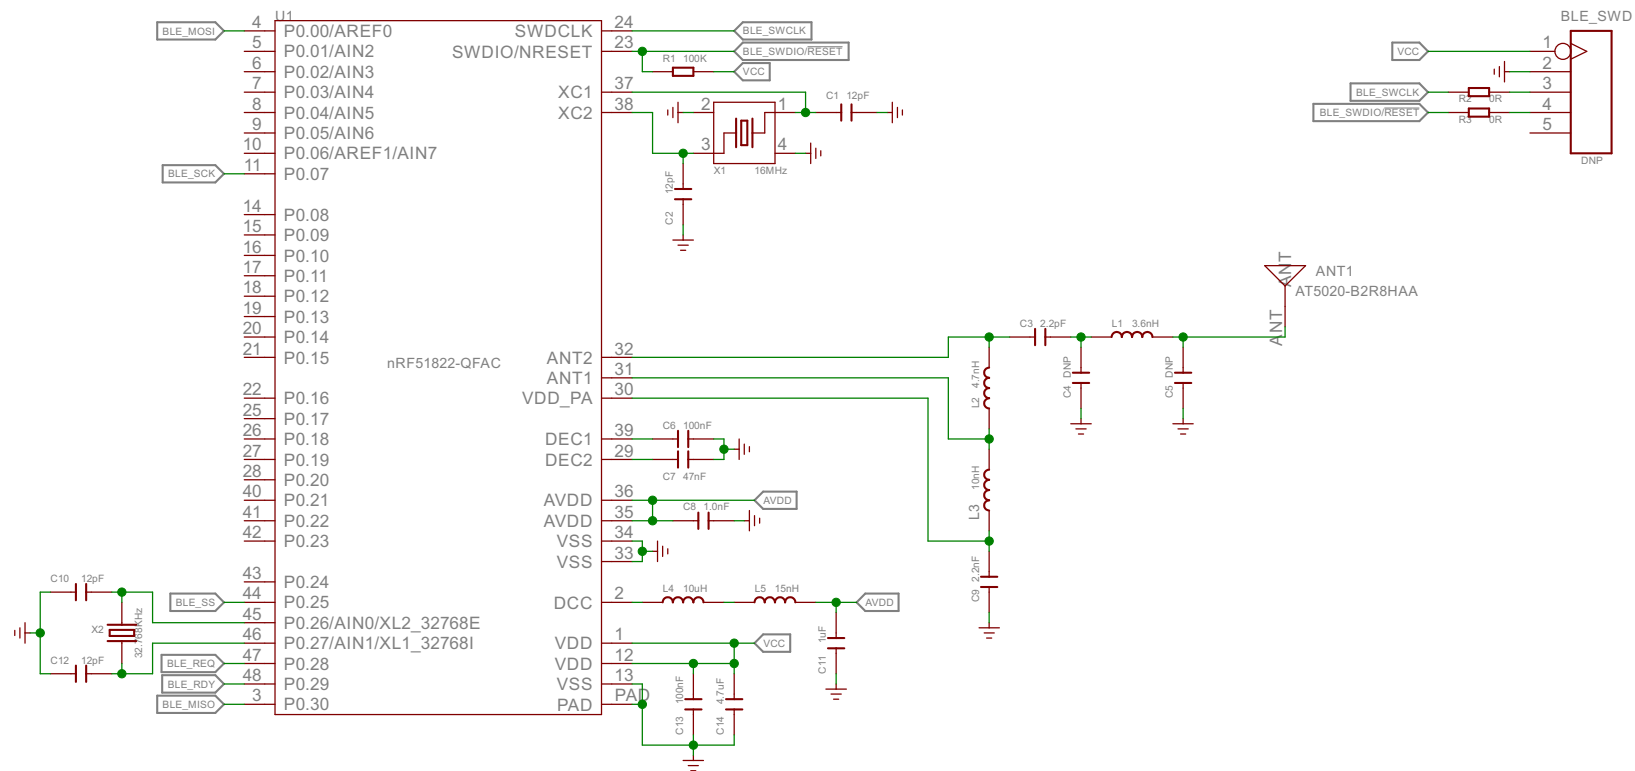 U1
BLE_MOSI 4 P0.00/AREF0
5 P0.01/AIN2
6 P0.02/AIN3
7 P0.03/AIN4
8 P0.04/AIN5
9 P0.05/AIN6
10 P0.06/AREF1/AIN7
BLE_SCK 11 P0.07
14 P0.08
15 P0.09
16 P0.10
17 P0.11
18 P0.12
19 P0.13
20 P0.14
21 P0.15
22 P0.16
25 P0.17
26 P0.18
27 P0.19
28 P0.20
40 P0.21
41 P0.22
42 P0.23
43 P0.24
BLE_SS 44 P0.25
45 P0.26/AIN0/XL2_32768E
46 P0.27/AIN1/XL1_32768I
BLE_REQ 47 P0.28
BLE_RDY 48 P0.29
BLE_MISO 3 P0.30
C10 12pF
X2 32.768KHz
C12 12pF
nRF51822-QFAC
SWDCLK 24 BLE_SWCLK
SWDIO/NRESET 23 BLE_SWDIO/RESET
R1 100K VCC
XC1 37
XC2 38
2 1
3 4
X1 16MHz
C1 12pF
C2 12pF
ANT2 32
ANT1 31
VDD_PA 30
DEC1 39 C6 100nF
DEC2 29 C7 47nF
AVDD 36 AVDD
AVDD 35 C8 1.0nF
VSS 34
VSS 33
DCC 2 L4 10uH L5 15nH AVDD
C11 1uF
VDD 1 VCC
VDD 12
VSS 13
PAD PAD
C13 100nF
C14 4.7uF
L2 4.7nH
L3 10nH
C9 2.2nF
C3 2.2pF
L1 3.6nH
C4 DNP
C5 DNP
ANT
ANT
ANT1
AT5020-B2R8HAA
BLE_SWD
VCC 1
2
BLE_SWCLK R2 0R 3
BLE_SWDIO/RESET R3 0R 4
5
DNP